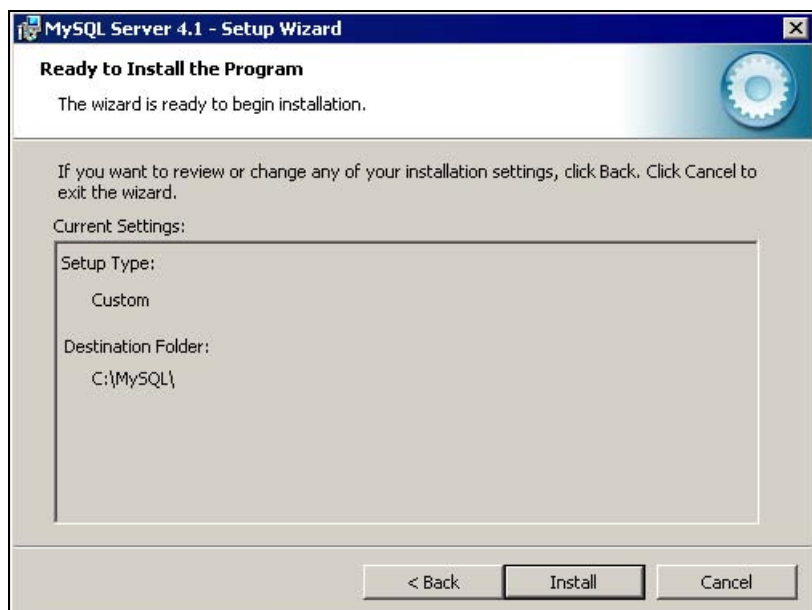 MySQL Server 4.1 - Setup Wizard
Ready to Install the Program
The wizard is ready to begin installation.
If you want to review or change any of your installation settings, click Back. Click Cancel to
exit the wizard.
Current Settings:
Setup Type:
Custom
Destination Folder:
C:\MySQL\
< Back Install Cancel